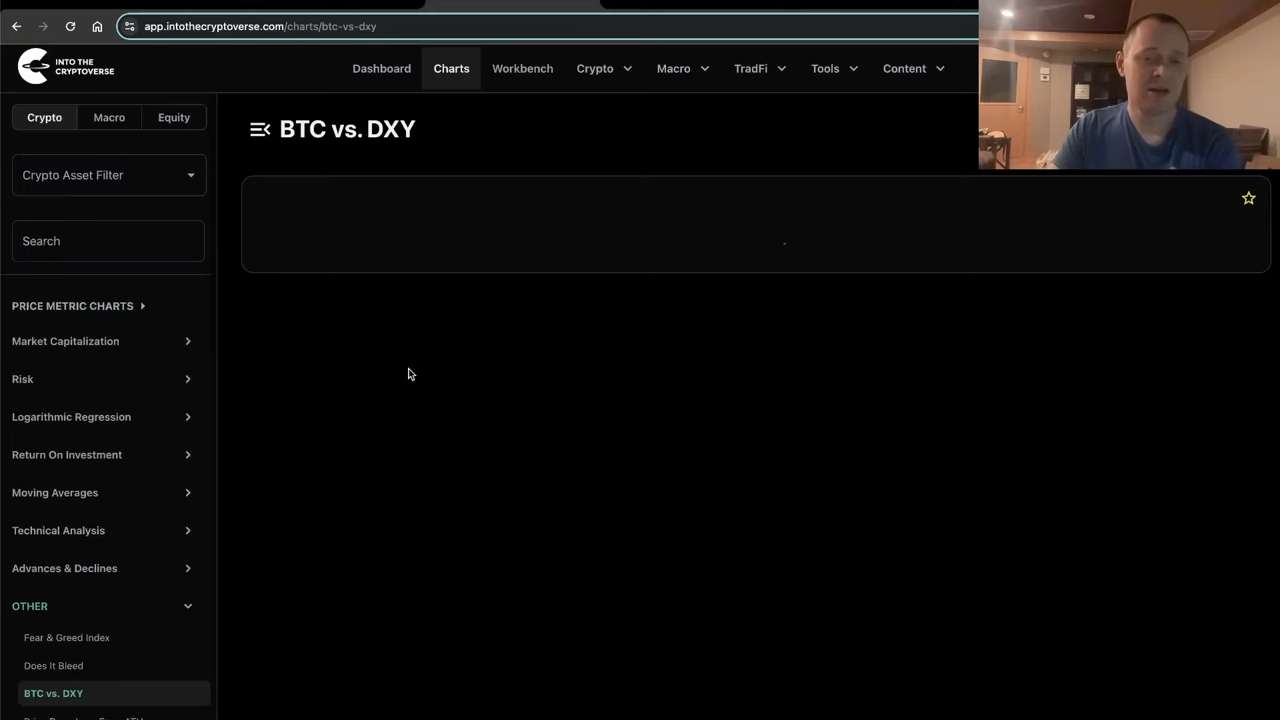 app.intothecryptoverse.com/charts/btc-vs-dxy
INTO THE
CRYPTOVERSE
Dashboard
Charts
Workbench
Crypto
Macro
TradFi
Tools
Content
Crypto
Macro
Equity
BTC vs. DXY
Crypto Asset Filter
Search
PRICE METRIC CHARTS
Market Capitalization
Risk
Logarithmic Regression
Return On Investment
Moving Averages
Technical Analysis
Advances & Declines
OTHER
Fear & Greed Index
Does It Bleed
BTC vs. DXY